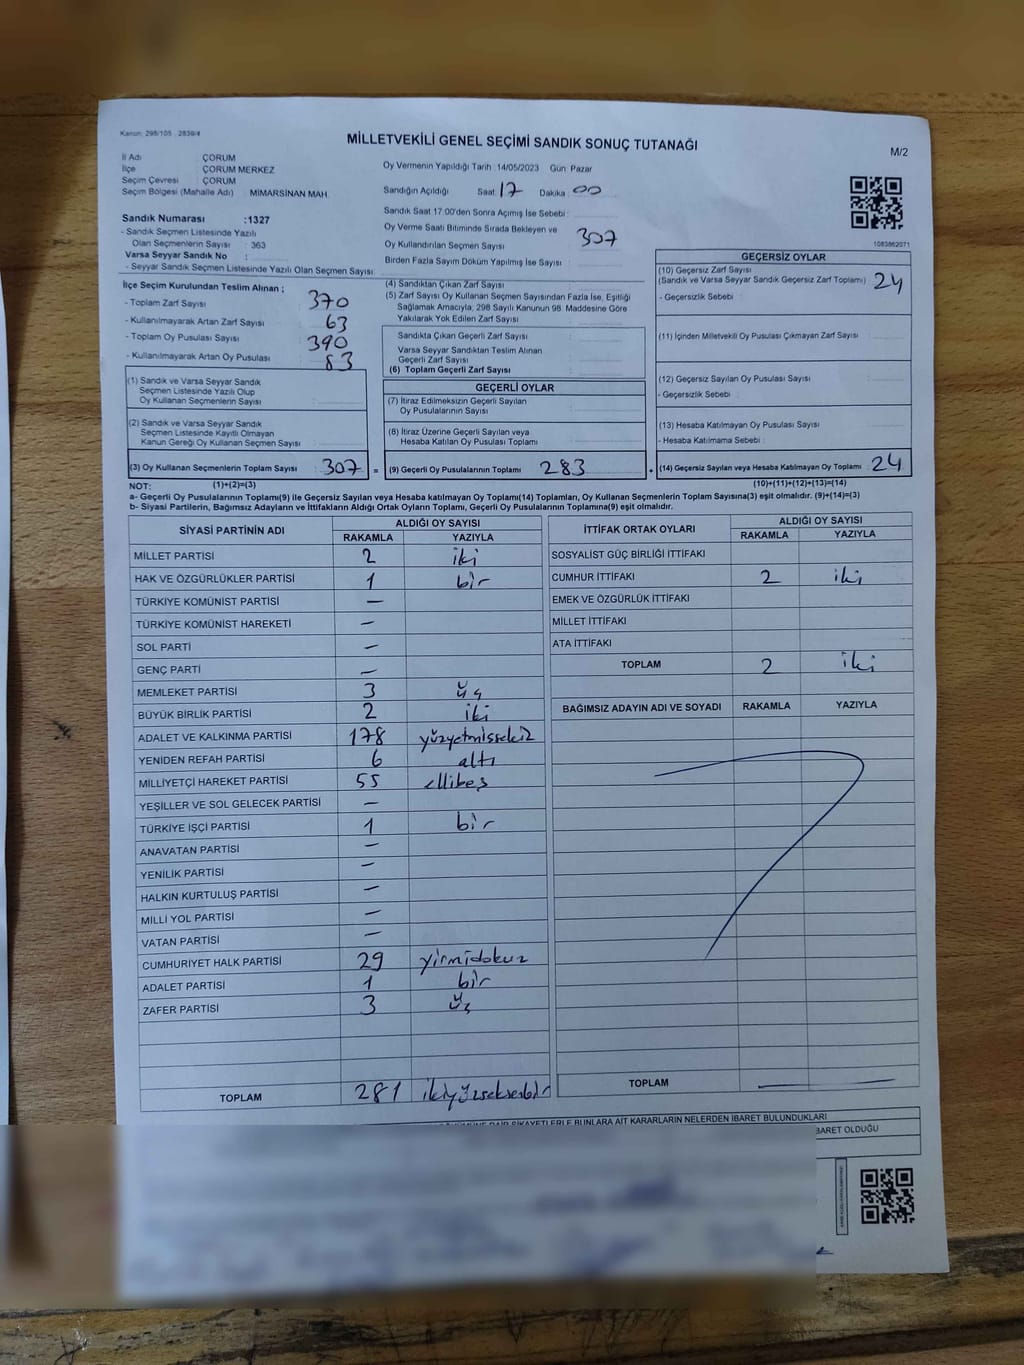 Kanun: 298/105 , 2839/4
MİLLETVEKİLİ GENEL SEÇİMİ SANDIK SONUÇ TUTANAĞI
M/2
İl Adı : ÇORUM
İlçe : ÇORUM MERKEZ
Seçim Çevresi : ÇORUM
Seçim Bölgesi (Mahalle Adı) : MİMARSİNAN MAH.
Oy Vermenin Yapıldığı Tarih :14/05/2023 Gün :Pazar
Sandığın Açıldığı Saat : 17 Dakika : 00
Sandık Saat 17:00'den Sonra Açılmış İse Sebebi :
Sandık Numarası :1327
- Sandık Seçmen Listesinde Yazılı
Olan Seçmenlerin Sayısı : 363
Varsa Seyyar Sandık No :
- Seyyar Sandık Seçmen Listesinde Yazılı Olan Seçmen Sayısı :
Oy Verme Saati Bitiminde Sırada Bekleyen ve
Oy Kullandırılan Seçmen Sayısı : 307
Birden Fazla Sayım Döküm Yapılmış İse Sayısı :
1083862071
İlçe Seçim Kurulundan Teslim Alınan ;
- Toplam Zarf Sayısı : 370
- Kullanılmayarak Artan Zarf Sayısı : 63
- Toplam Oy Pusulası Sayısı : 390
- Kullanılmayarak Artan Oy Pusulası : 83
(4) Sandıktan Çıkan Zarf Sayısı :
(5) Zarf Sayısı Oy Kullanan Seçmen Sayısından Fazla İse, Eşitliği
Sağlamak Amacıyla, 298 Sayılı Kanunun 98. Maddesine Göre
Yakılarak Yok Edilen Zarf Sayısı :
Sandıkta Çıkan Geçerli Zarf Sayısı :
Varsa Seyyar Sandıktan Teslim Alınan
Geçerli Zarf Sayısı :
(6) Toplam Geçerli Zarf Sayısı :
GEÇERSİZ OYLAR
(10) Geçersiz Zarf Sayısı
(Sandık ve Varsa Seyyar Sandık Geçersiz Zarf Toplamı) : 24
- Geçersizlik Sebebi :
(11) İçinden Milletvekili Oy Pusulası Çıkmayan Zarf Sayısı :
(12) Geçersiz Sayılan Oy Pusulası Sayısı :
- Geçersizlik Sebebi :
(13) Hesaba Katılmayan Oy Pusulası Sayısı :
- Hesaba Katılmama Sebebi :
(1) Sandık ve Varsa Seyyar Sandık
Seçmen Listesinde Yazılı Olup
Oy Kullanan Seçmenlerin Sayısı :
(2) Sandık ve Varsa Seyyar Sandık
Seçmen Listesinde Kayıtlı Olmayan
Kanun Gereği Oy Kullanan Seçmen Sayısı :
GEÇERLİ OYLAR
(7) İtiraz Edilmeksizin Geçerli Sayılan
Oy Pusulalarının Sayısı :
(8) İtiraz Üzerine Geçerli Sayılan veya
Hesaba Katılan Oy Pusulası Toplamı :
(3) Oy Kullanan Seçmenlerin Toplam Sayısı : 307 = (9) Geçerli Oy Pusulalarının Toplamı : 283 + (14) Geçersiz Sayılan veya Hesaba Katılmayan Oy Toplamı : 24
NOT: (1)+(2)=(3) (10)+(11)+(12)+(13)=(14)
a- Geçerli Oy Pusulalarının Toplamı(9) ile Geçersiz Sayılan veya Hesaba katılmayan Oy Toplamı(14) Toplamları, Oy Kullanan Seçmenlerin Toplam Sayısına(3) eşit olmalıdır. (9)+(14)=(3)
b- Siyasi Partilerin, Bağımsız Adayların ve İttifakların Aldığı Ortak Oyların Toplamı, Geçerli Oy Pusulalarının Toplamına(9) eşit olmalıdır.
SİYASİ PARTİNİN ADI ALDIĞI OY SAYISI
RAKAMLA YAZIYLA
MİLLET PARTİSİ 2 iki
HAK VE ÖZGÜRLÜKLER PARTİSİ 1 bir
TÜRKİYE KOMÜNİST PARTİSİ —
TÜRKİYE KOMÜNİST HAREKETİ —
SOL PARTİ —
GENÇ PARTİ —
MEMLEKET PARTİSİ 3 üç
BÜYÜK BİRLİK PARTİSİ 2 iki
ADALET VE KALKINMA PARTİSİ 178 yüzyetmişsekiz
YENİDEN REFAH PARTİSİ 6 altı
MİLLİYETÇİ HAREKET PARTİSİ 55 ellibeş
YEŞİLLER VE SOL GELECEK PARTİSİ —
TÜRKİYE İŞÇİ PARTİSİ 1 bir
ANAVATAN PARTİSİ —
YENİLİK PARTİSİ —
HALKIN KURTULUŞ PARTİSİ —
MİLLİ YOL PARTİSİ —
VATAN PARTİSİ —
CUMHURİYET HALK PARTİSİ 29 yirmidokuz
ADALET PARTİSİ 1 bir
ZAFER PARTİSİ 3 üç
TOPLAM 281 ikiyüzseksenbir
İTTİFAK ORTAK OYLARI ALDIĞI OY SAYISI
RAKAMLA YAZIYLA
SOSYALİST GÜÇ BİRLİĞİ İTTİFAKI
CUMHUR İTTİFAKI 2 iki
EMEK VE ÖZGÜRLÜK İTTİFAKI
MİLLET İTTİFAKI
ATA İTTİFAKI
TOPLAM 2 iki
BAĞIMSIZ ADAYIN ADI VE SOYADI RAKAMLA YAZIYLA
TOPLAM — —
ŞİKAYETLERLE BUNLARA AİT KARARLARIN NELERDEN İBARET BULUNDUKLARI
İBARET OLDUĞU